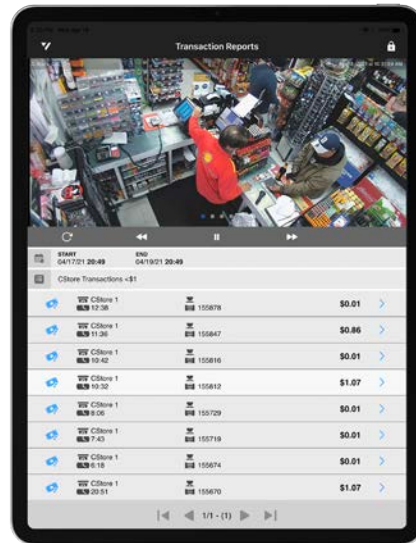 Transaction Reports
START
04/17/21 20:49
END
04/19/21 20:49
CStore Transactions <$1
CStore 1
12:38
155878
$0.01
CStore 1
11:36
155847
$0.86
CStore 1
10:42
155816
$0.01
CStore 1
10:32
155812
$1.07
CStore 1
8:06
155729
$0.01
CStore 1
7:43
155719
$0.01
CStore 1
6:18
155674
$0.01
CStore 1
20:51
155670
$1.07
1/1 - (1)